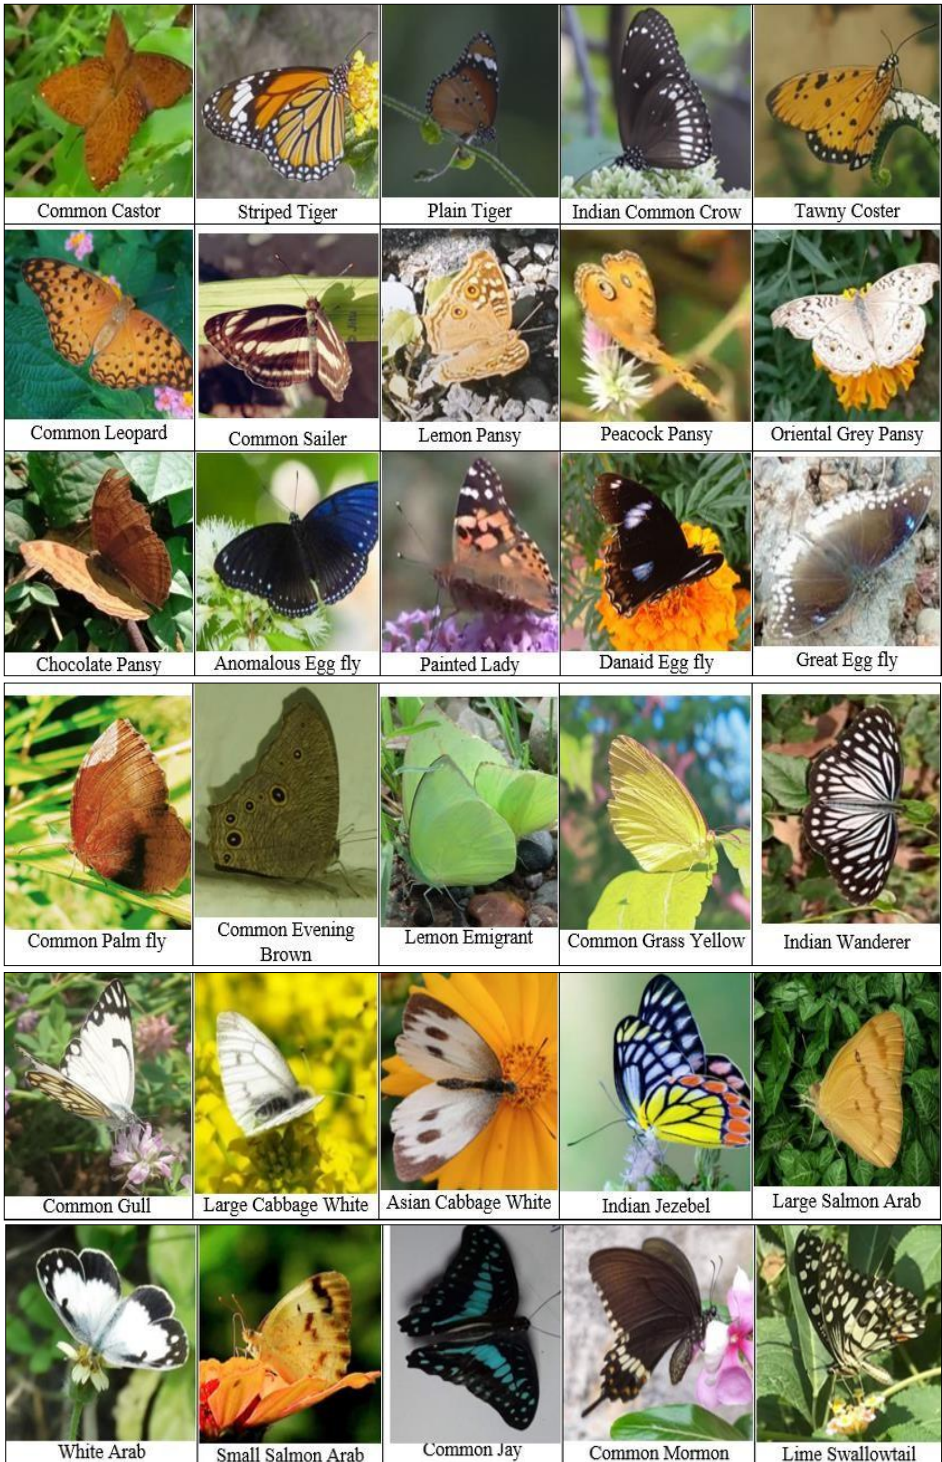 Common Castor
Striped Tiger
Plain Tiger
Indian Common Crow
Tawny Coster
Common Leopard
Common Sailer
Lemon Pansy
Peacock Pansy
Oriental Grey Pansy
Chocolate Pansy
Anomalous Egg fly
Painted Lady
Danaid Egg fly
Great Egg fly
Common Palm fly
Common Evening
Brown
Lemon Emigrant
Common Grass Yellow
Indian Wanderer
Common Gull
Large Cabbage White
Asian Cabbage White
Indian Jezebel
Large Salmon Arab
White Arab
Small Salmon Arab
Common Jay
Common Mormon
Lime Swallowtail